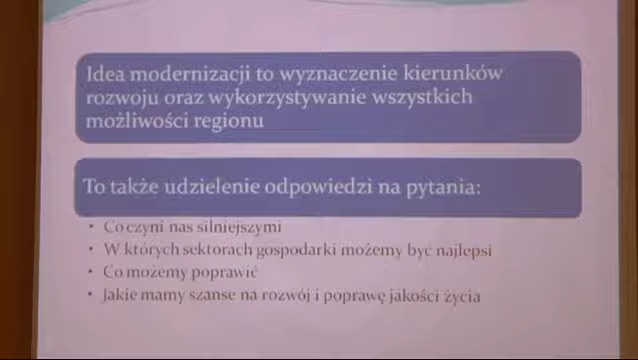 Idea modernizacji to wyznaczenie kierunków
rozwoju oraz wykorzystywanie wszystkich
możliwości regionu
To także udzielenie odpowiedzi na pytania:
• Co czyni nas silniejszymi
• W których sektorach gospodarki możemy być najlepsi
• Co możemy poprawić
• Jakie mamy szanse na rozwój i poprawę jakości życia